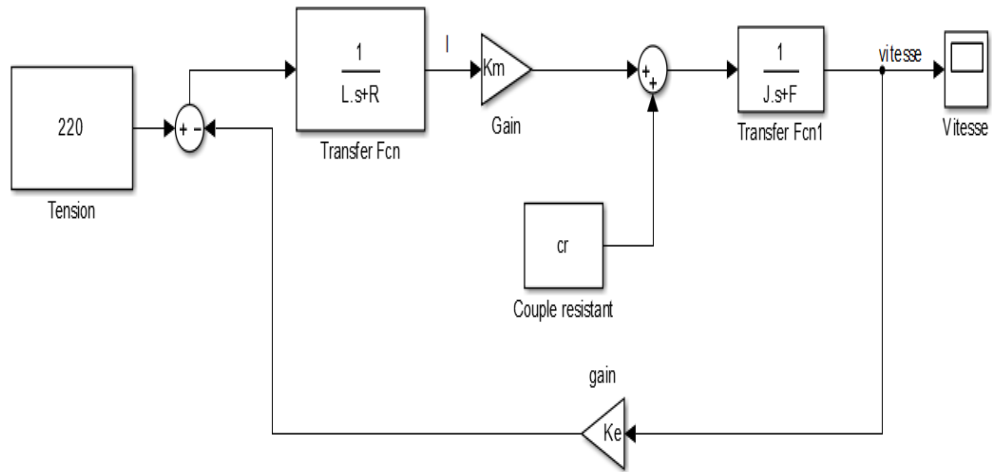 220
Tension
+ −
1
L.s+R
Transfer Fcn
I
Km
Gain
+
+
cr
Couple resistant
1
J.s+F
Transfer Fcn1
vitesse
Vitesse
gain
Ke